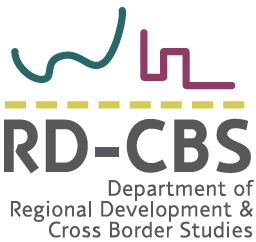 RD-CBS
Department of
Regional Development &
Cross Border Studies